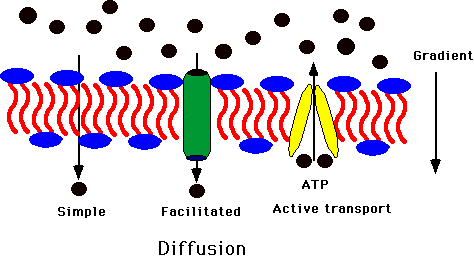 Gradient
ATP
Simple
Facilitated
Active transport
Diffusion